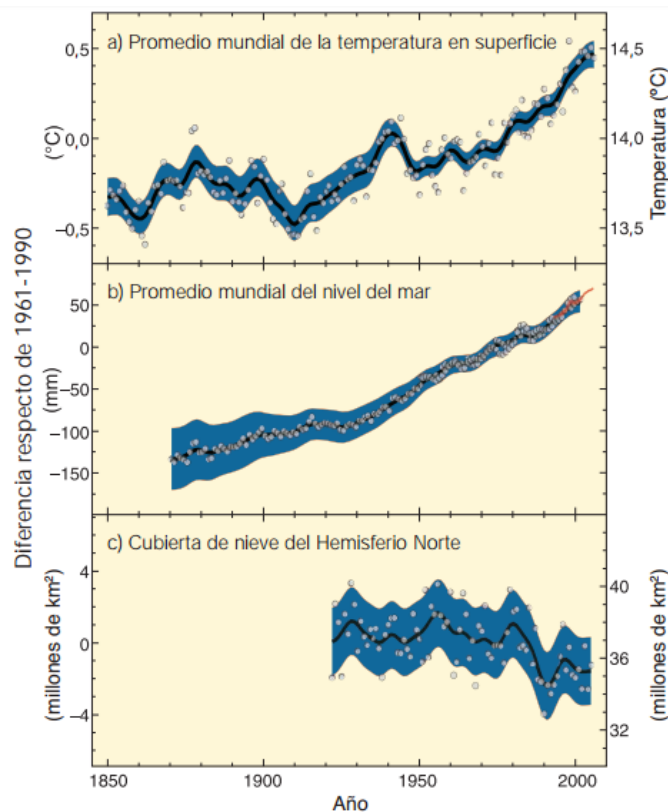 Diferencia respecto de 1961-1990
a) Promedio mundial de la temperatura en superficie
(°C)
0,5
0,0
–0,5
Temperatura (°C)
14,5
14,0
13,5
b) Promedio mundial del nivel del mar
(mm)
50
0
–50
–100
–150
c) Cubierta de nieve del Hemisferio Norte
(millones de km²)
4
0
–4
(millones de km²)
40
36
32
1850 1900 1950 2000
Año